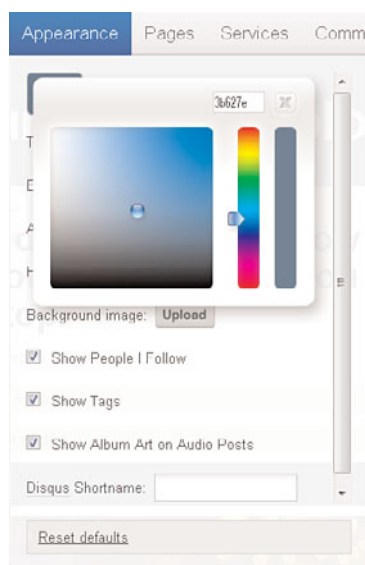 Appearance Pages Services Comm
3b627e
T
E
A
H
Background image: Upload
Show People I Follow
Show Tags
Show Album Art on Audio Posts
Disqus Shortname:
Reset defaults